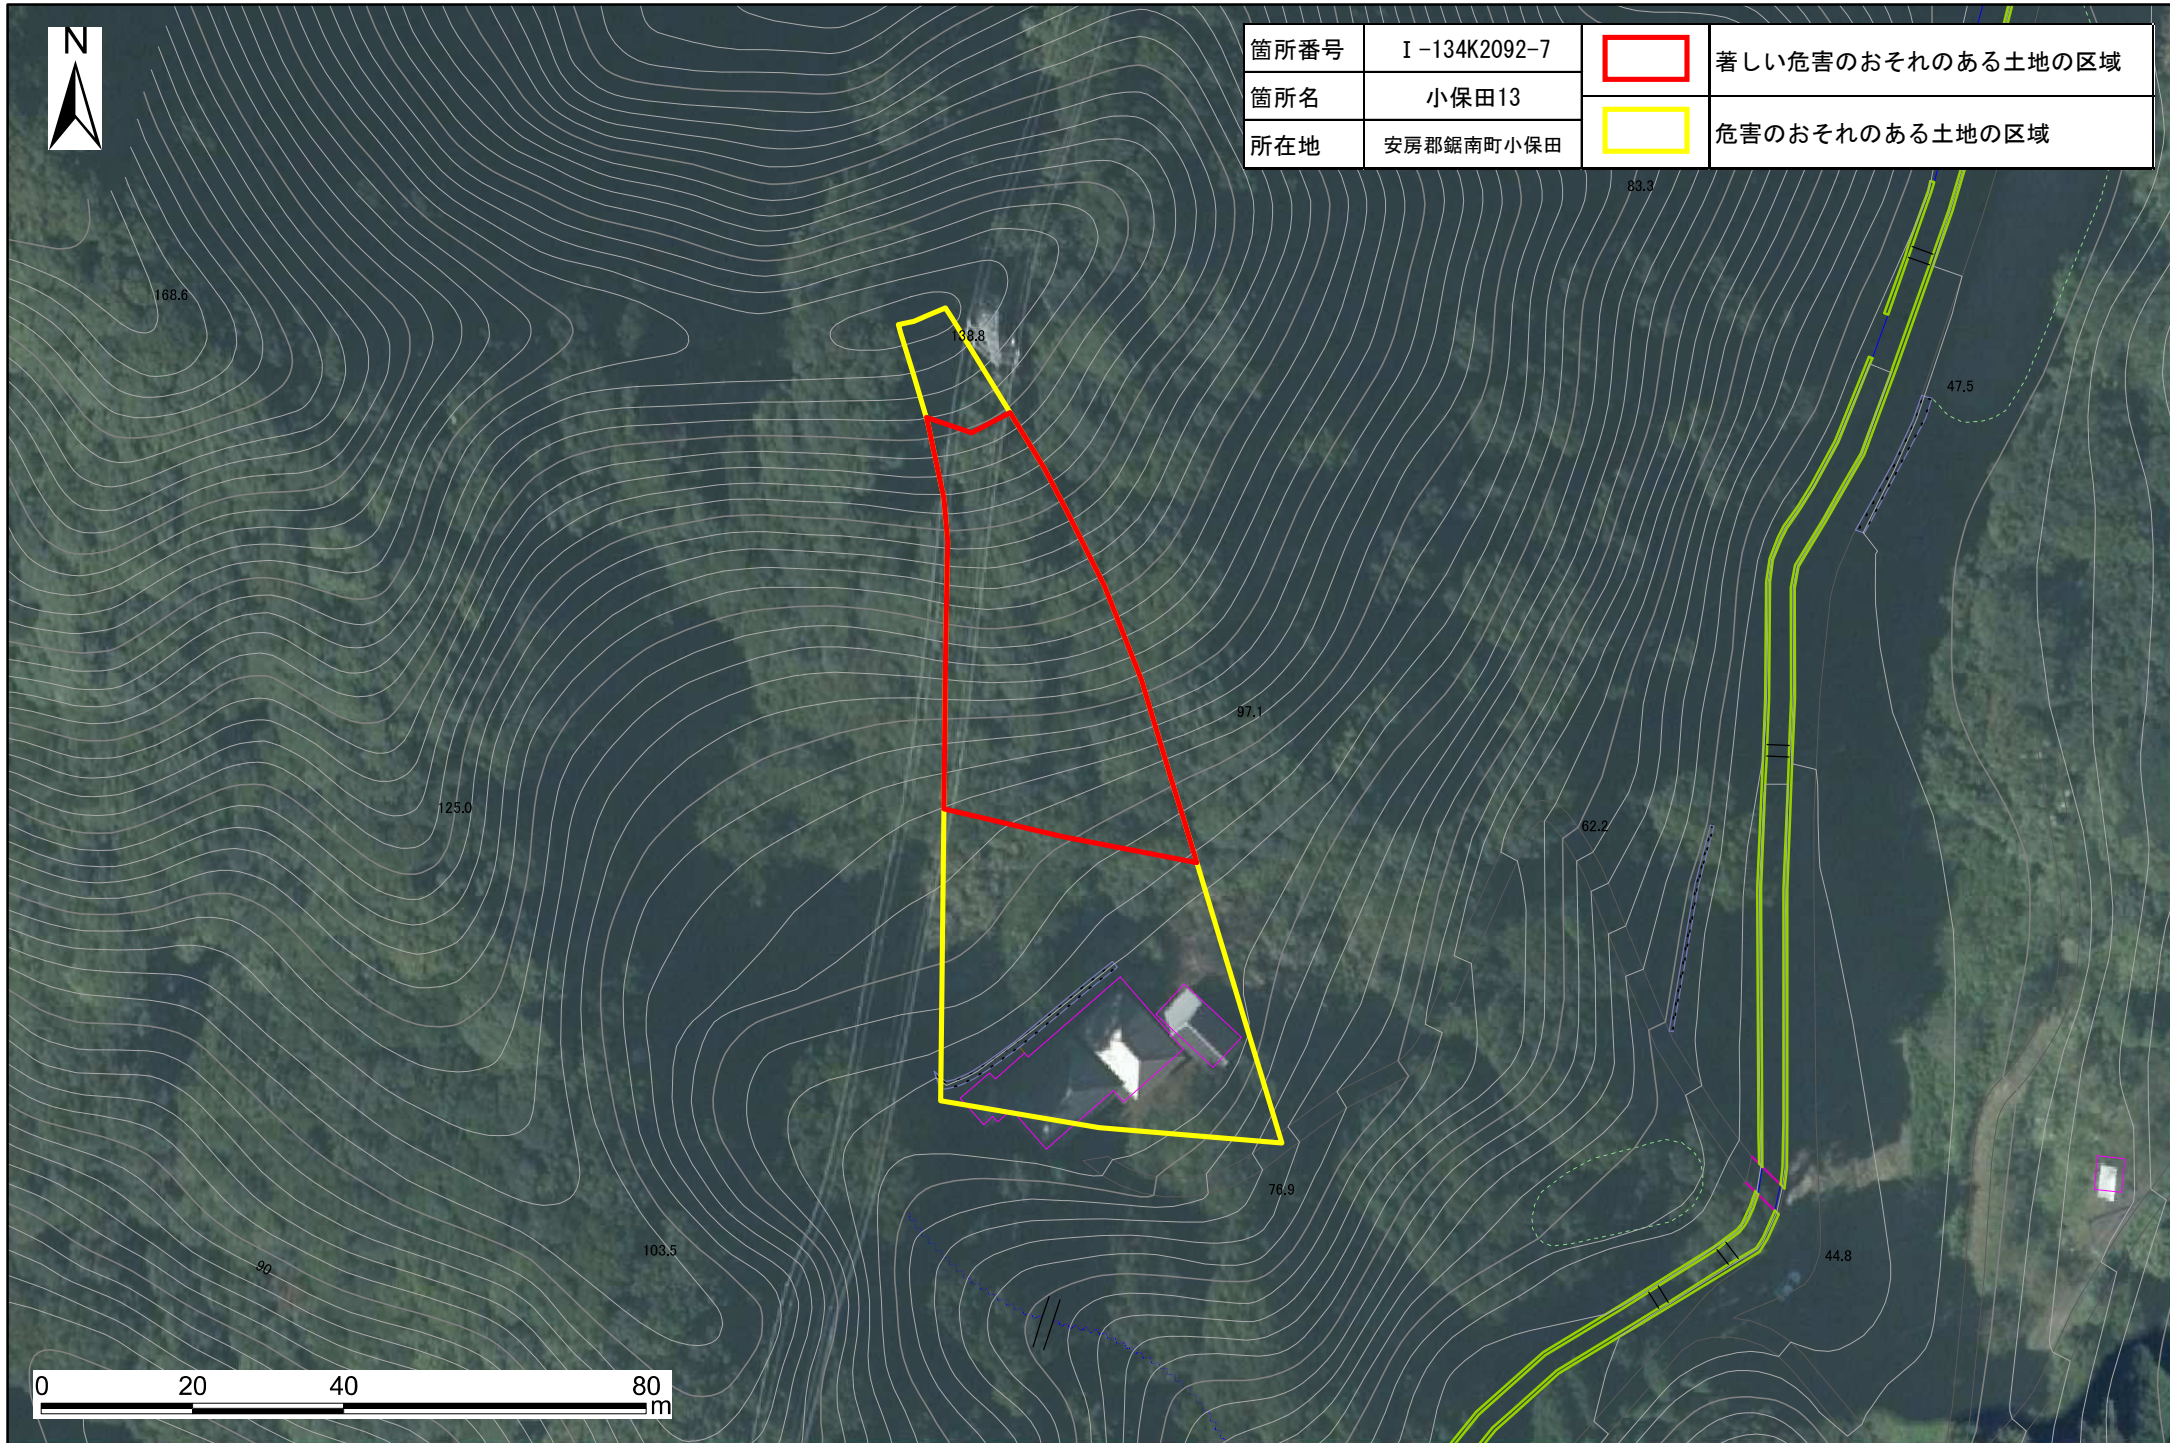 N
箇所番号 Ⅰ-134K2092-7 著しい危害のおそれのある土地の区域
箇所名 小保田13
危害のおそれのある土地の区域
所在地 安房郡鋸南町小保田
83.3
168.6
138.8
47.5
97.1
125.0
62.2
76.9
103.5
44.8
90
0 20 40 80
m